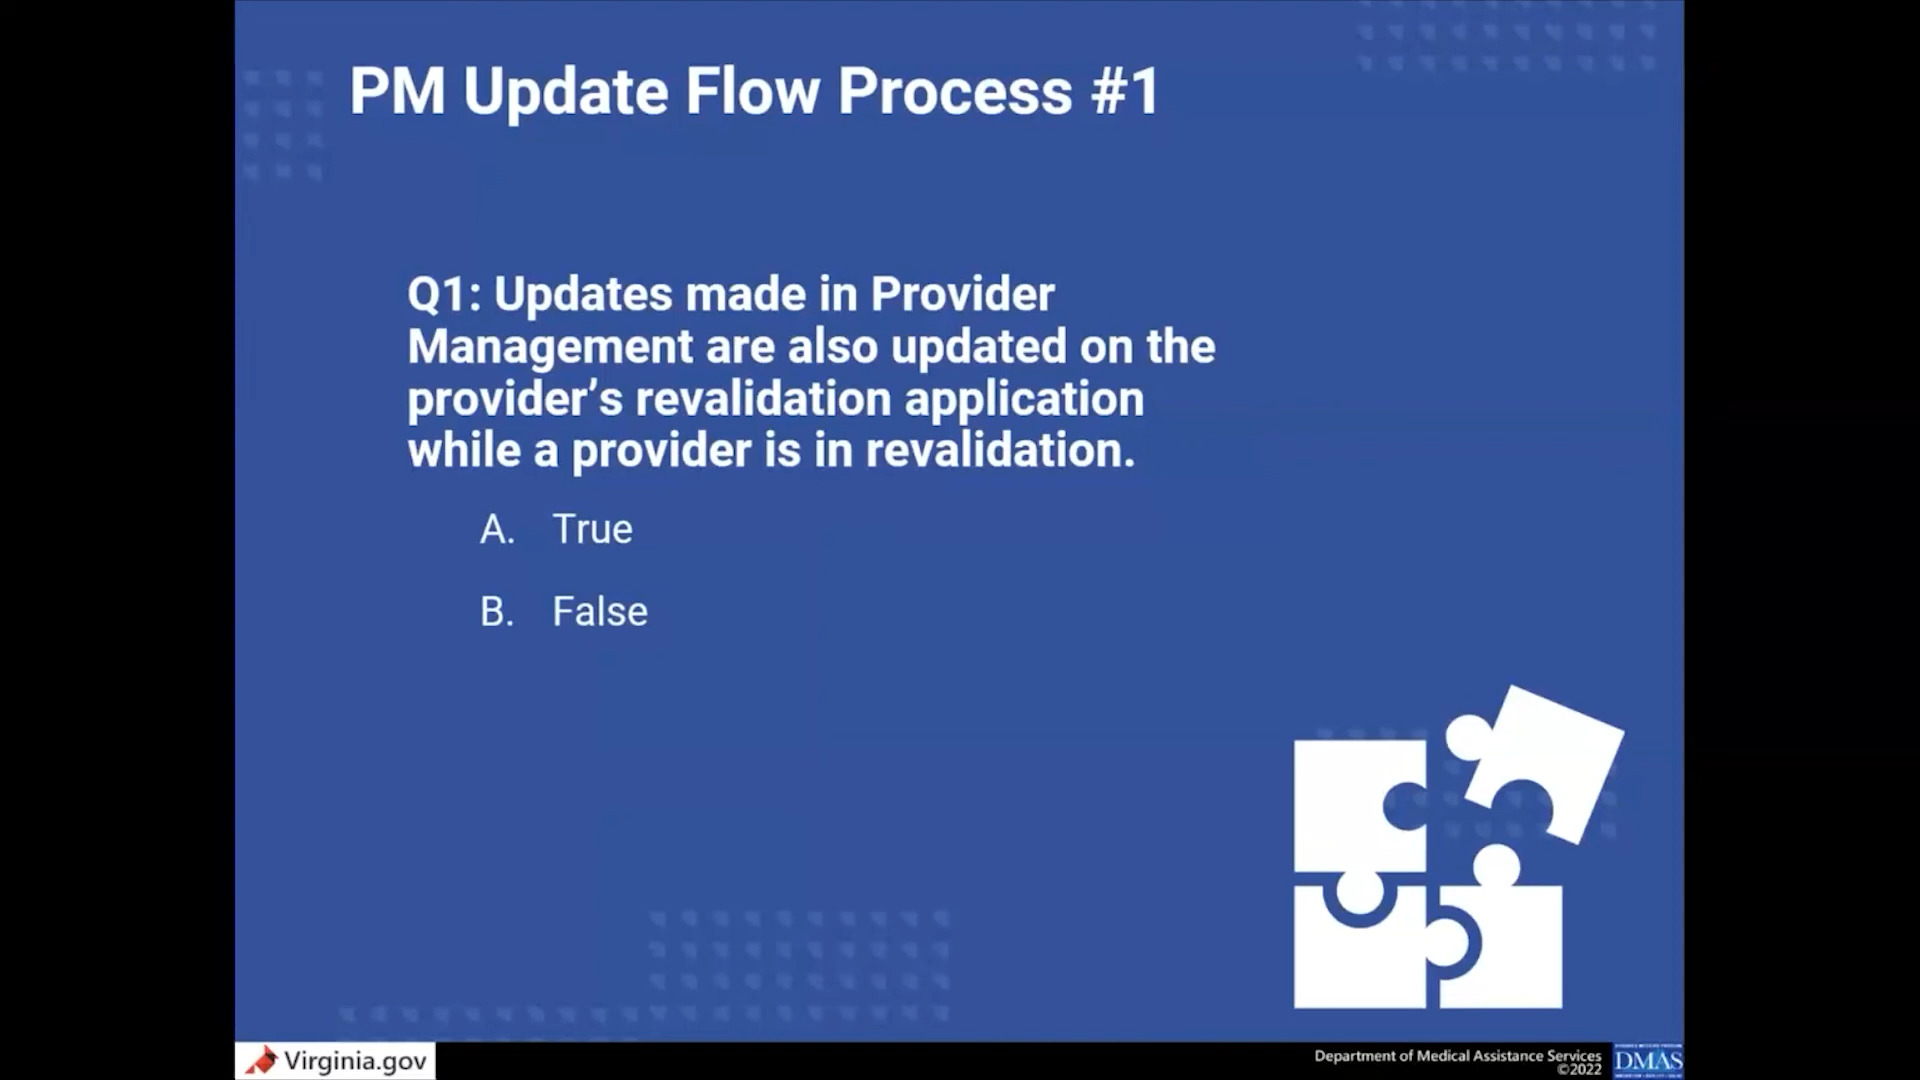 PM Update Flow Process #1
Q1: Updates made in Provider
Management are also updated on the
provider’s revalidation application
while a provider is in revalidation.
A. True
B. False
Virginia.gov
Department of Medical Assistance Services
©2022
DMAS